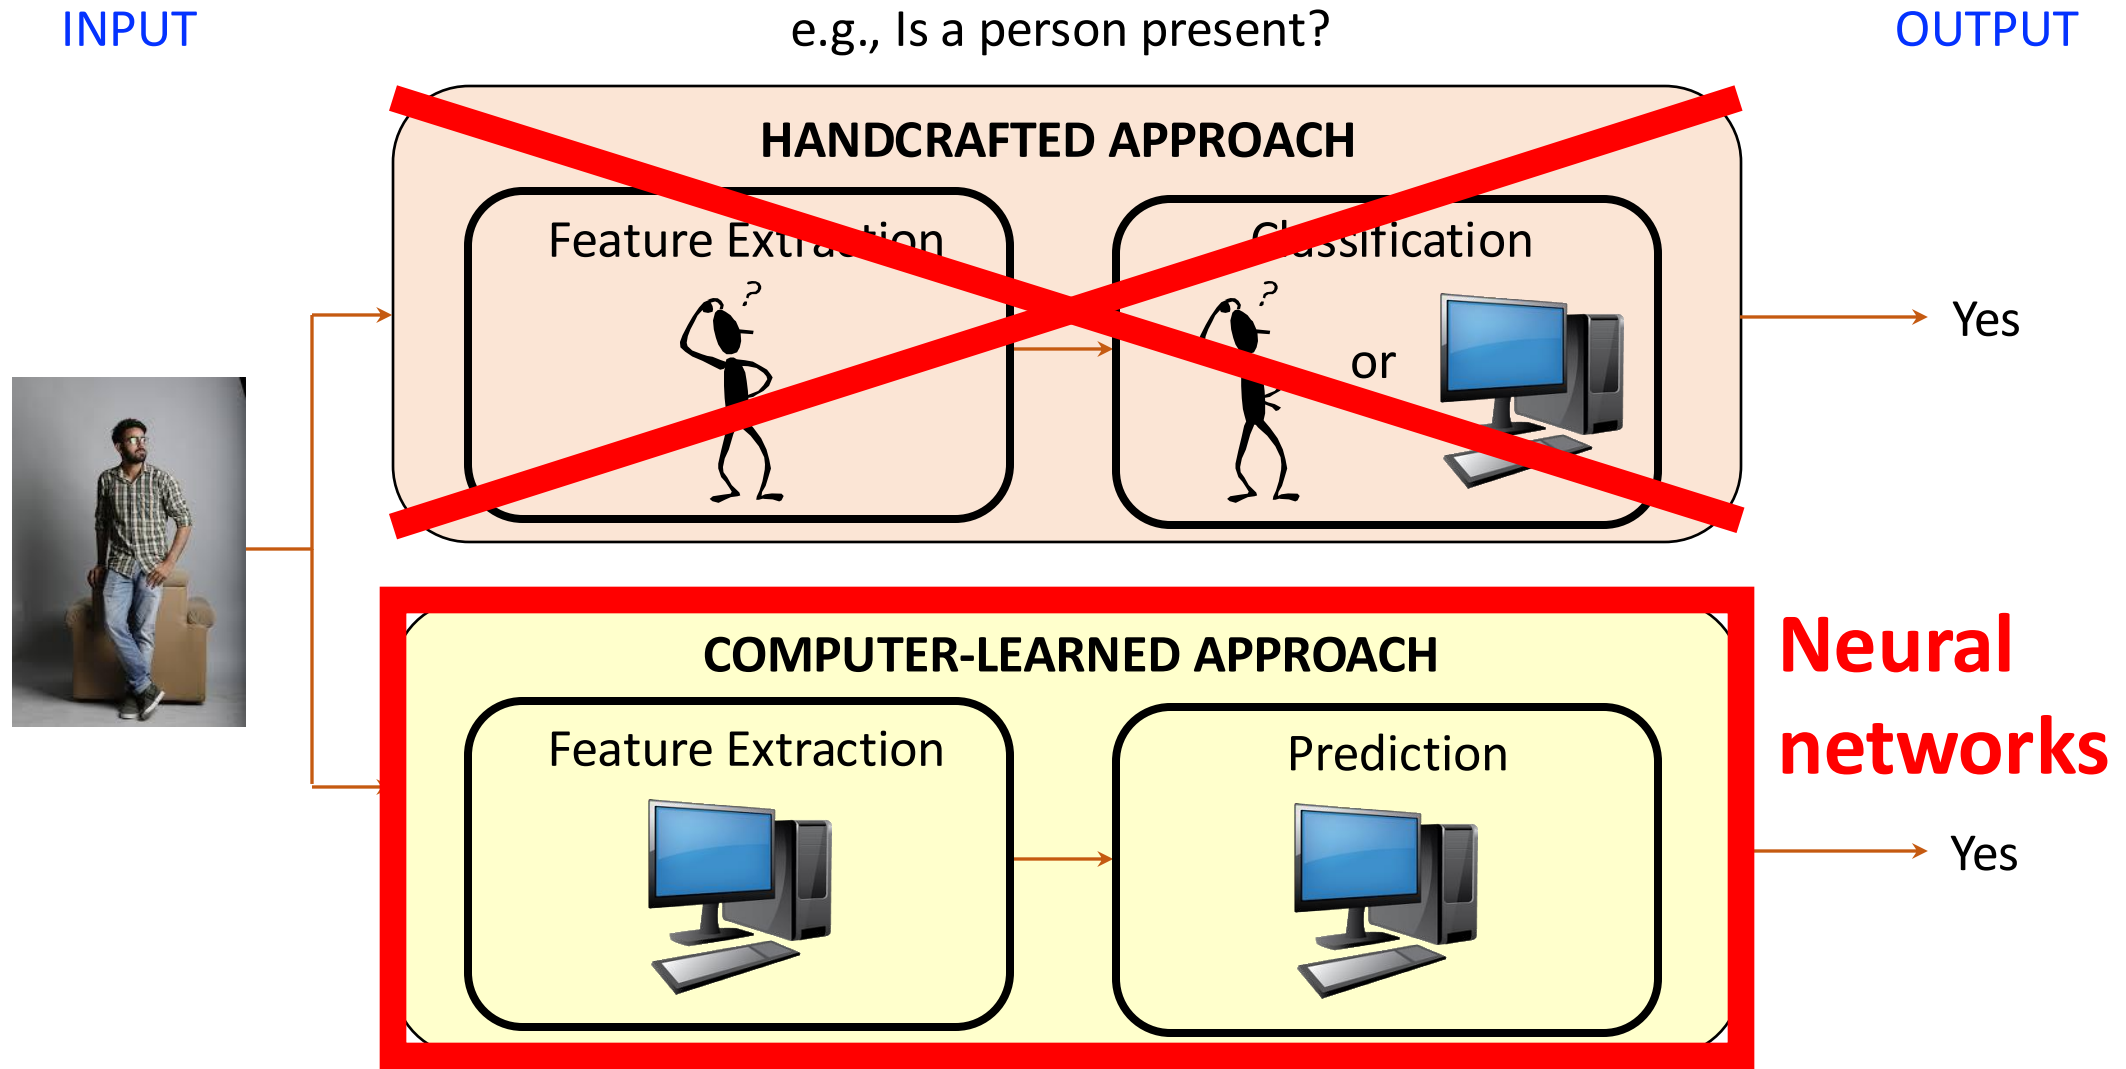 INPUT
e.g., Is a person present?
OUTPUT
HANDCRAFTED APPROACH
Feature Extraction
Classification
?
?
or
Yes
COMPUTER-LEARNED APPROACH
Neural
networks
Feature Extraction
Prediction
Yes